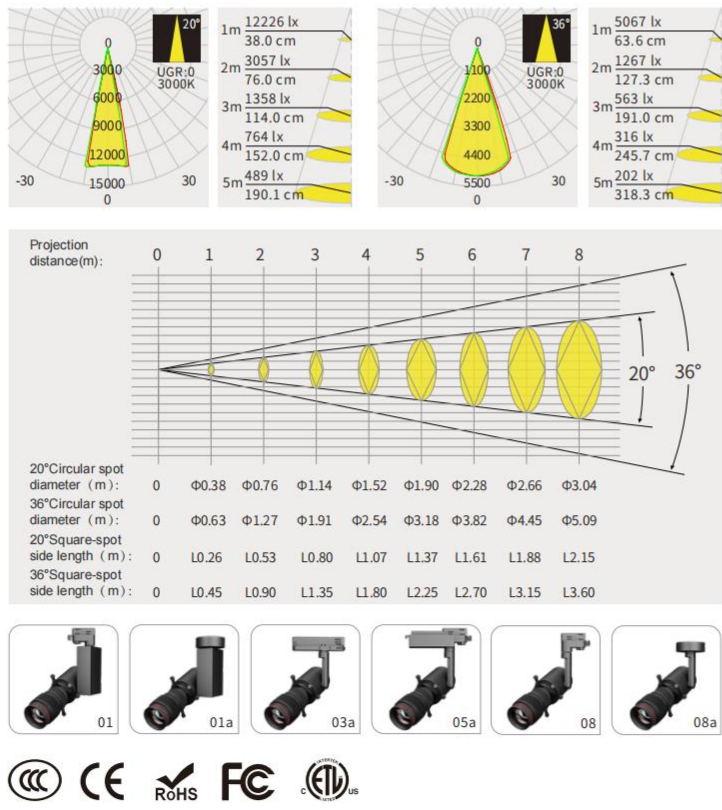 20°
UGR:0
3000K
0
3000
6000
9000
12000
15000
-30
30
0
1m 12226 lx
38.0 cm
2m 3057 lx
76.0 cm
3m 1358 lx
114.0 cm
4m 764 lx
152.0 cm
5m 489 lx
190.1 cm
36°
UGR:0
3000K
0
1100
2200
3300
4400
5500
-30
30
0
1m 5067 lx
63.6 cm
2m 1267 lx
127.3 cm
3m 563 lx
191.0 cm
4m 316 lx
245.7 cm
5m 202 lx
318.3 cm
Projection
distance(m): 0 1 2 3 4 5 6 7 8
20° 36°
20°Circular spot
diameter (m): 0 Φ0.38 Φ0.76 Φ1.14 Φ1.52 Φ1.90 Φ2.28 Φ2.66 Φ3.04
36°Circular spot
diameter (m): 0 Φ0.63 Φ1.27 Φ1.91 Φ2.54 Φ3.18 Φ3.82 Φ4.45 Φ5.09
20°Square-spot
side length (m): 0 L0.26 L0.53 L0.80 L1.07 L1.37 L1.61 L1.88 L2.15
36°Square-spot
side length (m): 0 L0.45 L0.90 L1.35 L1.80 L2.25 L2.70 L3.15 L3.60
01
01a
03a
05a
08
08a
CCC
CE
RoHS
FC
INTERTEK
C ETL US
LISTED